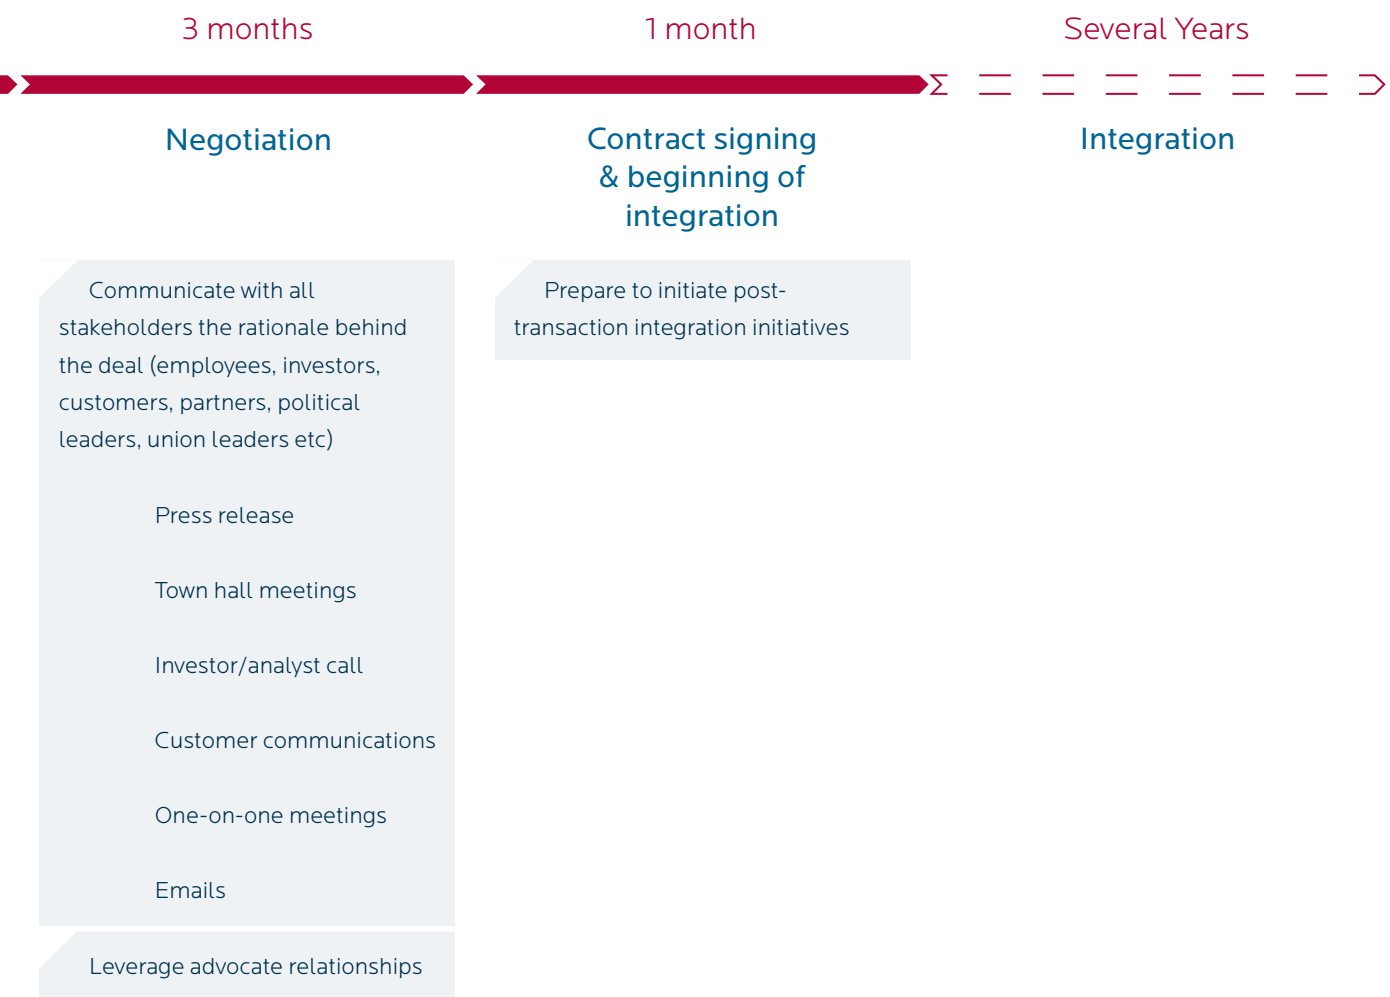 3 months
1 month
Several Years
Negotiation
Contract signing
& beginning of
integration
Integration
Communicate with all
stakeholders the rationale behind
the deal (employees, investors,
customers, partners, political
leaders, union leaders etc)
Press release
Town hall meetings
Investor/analyst call
Customer communications
One-on-one meetings
Emails
Leverage advocate relationships
Prepare to initiate post-
transaction integration initiatives